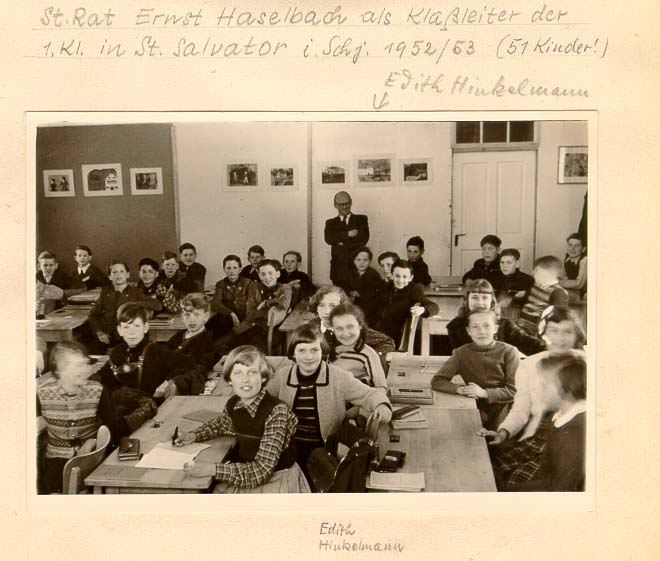 St. Rat Ernst Haselbach als Klaßleiter der
1. Kl. in St. Salvator i. Schj. 1952/53 (51 Kinder!)
Edith Hinkelmann
Edith
Hinkelmann